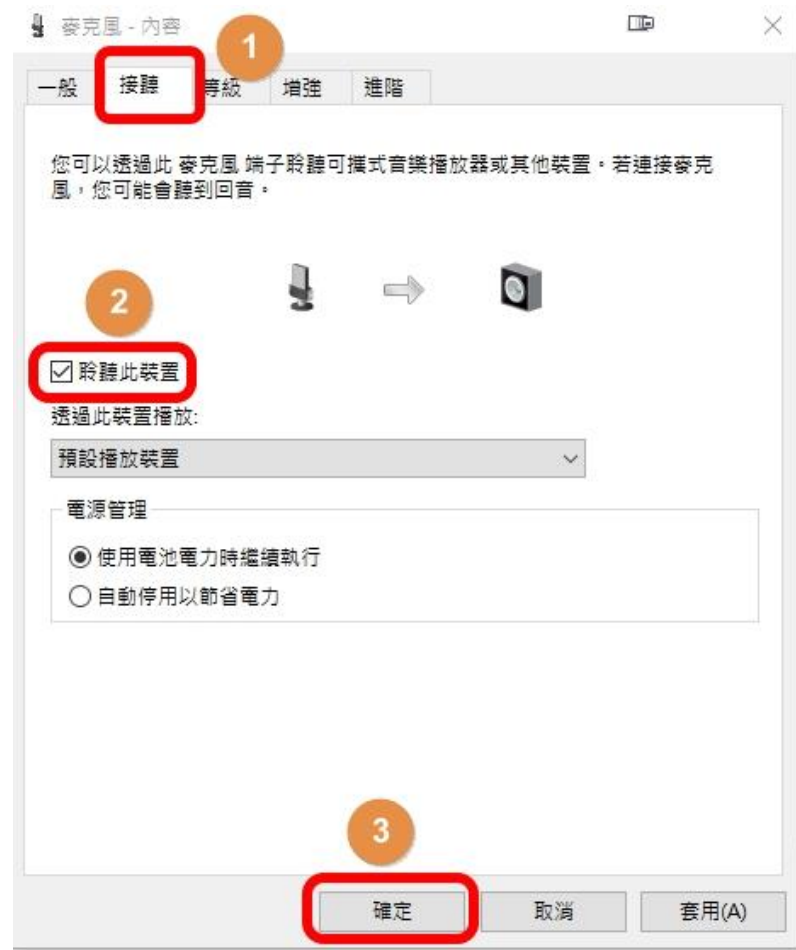 麥克風 - 內容
1
一般 接聽 等級 增強 進階
您可以透過此 麥克風 端子聆聽可攜式音樂播放器或其他裝置。若連接麥克
風，您可能會聽到回音。
2
聆聽此裝置
透過此裝置播放:
預設播放裝置
電源管理
使用電池電力時繼續執行
自動停用以節省電力
3
確定 取消 套用(A)